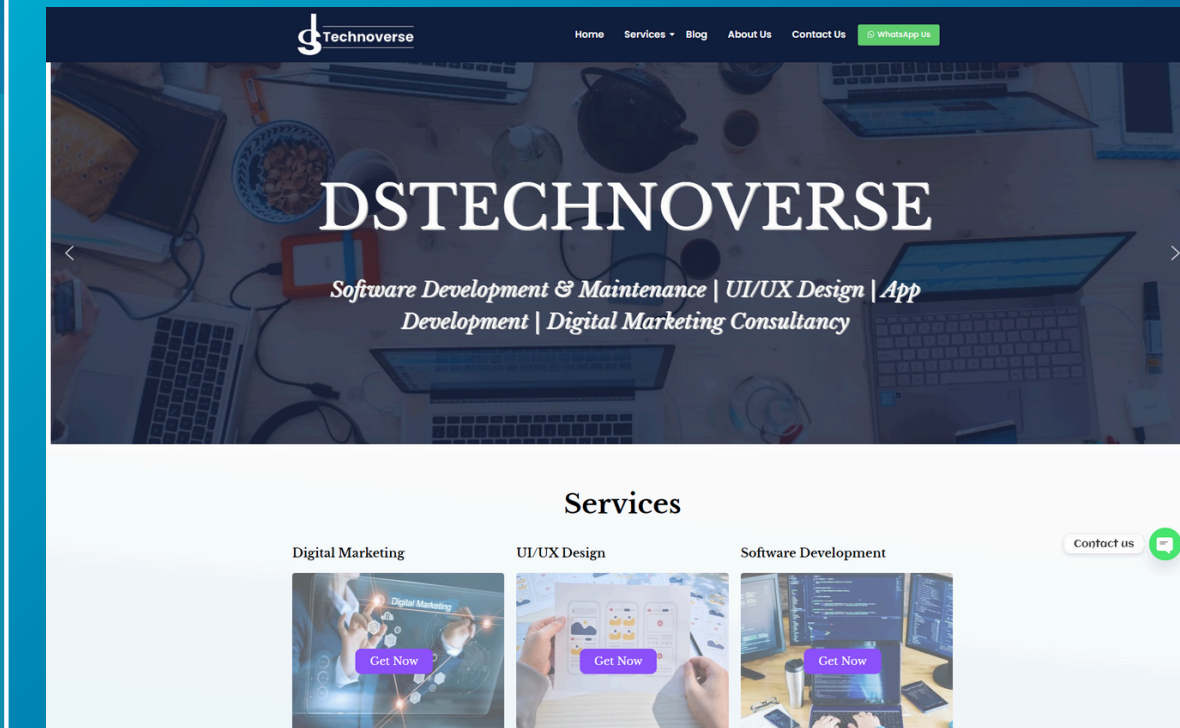 ds Technoverse
Home Services Blog About Us Contact Us WhatsApp Us
DSTECHNOVERSE
Software Development & Maintenance | UI/UX Design | App
Development | Digital Marketing Consultancy
Services
Contact us
Digital Marketing UI/UX Design Software Development
Digital Marketing
Get Now Get Now Get Now